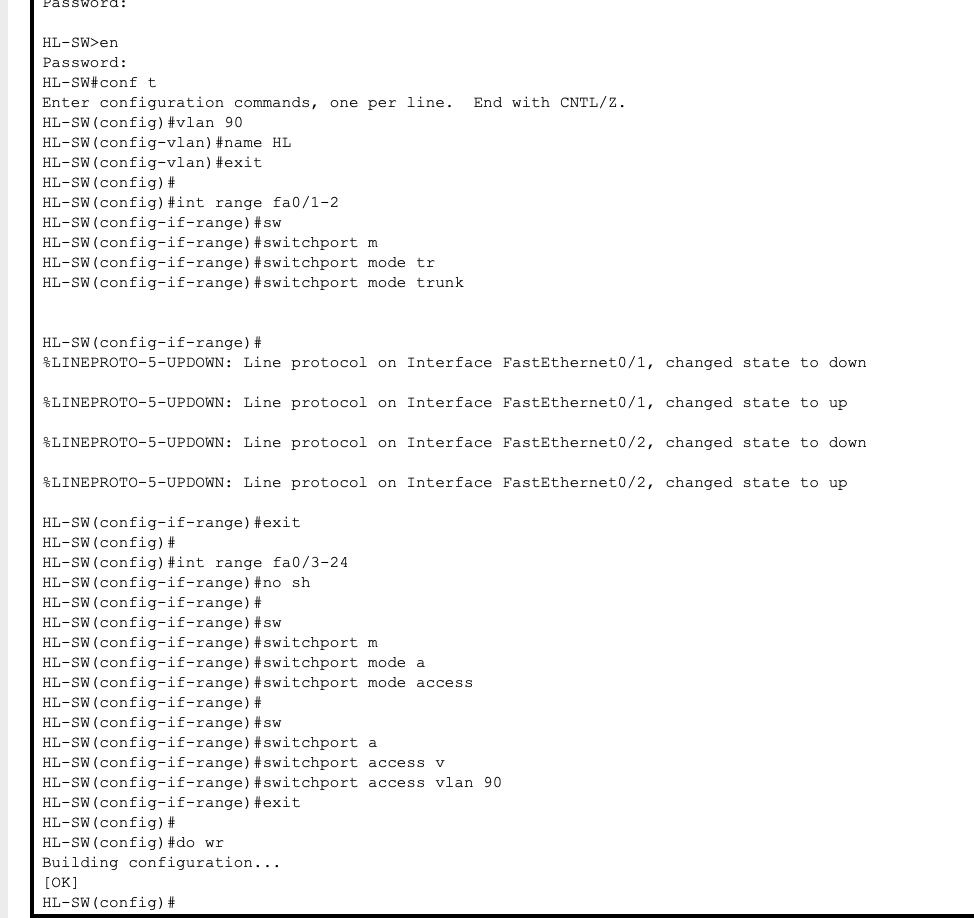 Password:
HL-SW>en
Password:
HL-SW#conf t
Enter configuration commands, one per line.  End with CNTL/Z.
HL-SW(config)#vlan 90
HL-SW(config-vlan)#name HL
HL-SW(config-vlan)#exit
HL-SW(config)#
HL-SW(config)#int range fa0/1-2
HL-SW(config-if-range)#sw
HL-SW(config-if-range)#switchport m
HL-SW(config-if-range)#switchport mode tr
HL-SW(config-if-range)#switchport mode trunk
HL-SW(config-if-range)#
%LINEPROTO-5-UPDOWN: Line protocol on Interface FastEthernet0/1, changed state to down
%LINEPROTO-5-UPDOWN: Line protocol on Interface FastEthernet0/1, changed state to up
%LINEPROTO-5-UPDOWN: Line protocol on Interface FastEthernet0/2, changed state to down
%LINEPROTO-5-UPDOWN: Line protocol on Interface FastEthernet0/2, changed state to up
HL-SW(config-if-range)#exit
HL-SW(config)#
HL-SW(config)#int range fa0/3-24
HL-SW(config-if-range)#no sh
HL-SW(config-if-range)#
HL-SW(config-if-range)#sw
HL-SW(config-if-range)#switchport m
HL-SW(config-if-range)#switchport mode a
HL-SW(config-if-range)#switchport mode access
HL-SW(config-if-range)#
HL-SW(config-if-range)#sw
HL-SW(config-if-range)#switchport a
HL-SW(config-if-range)#switchport access v
HL-SW(config-if-range)#switchport access vlan 90
HL-SW(config-if-range)#exit
HL-SW(config)#
HL-SW(config)#do wr
Building configuration...
[OK]
HL-SW(config)#